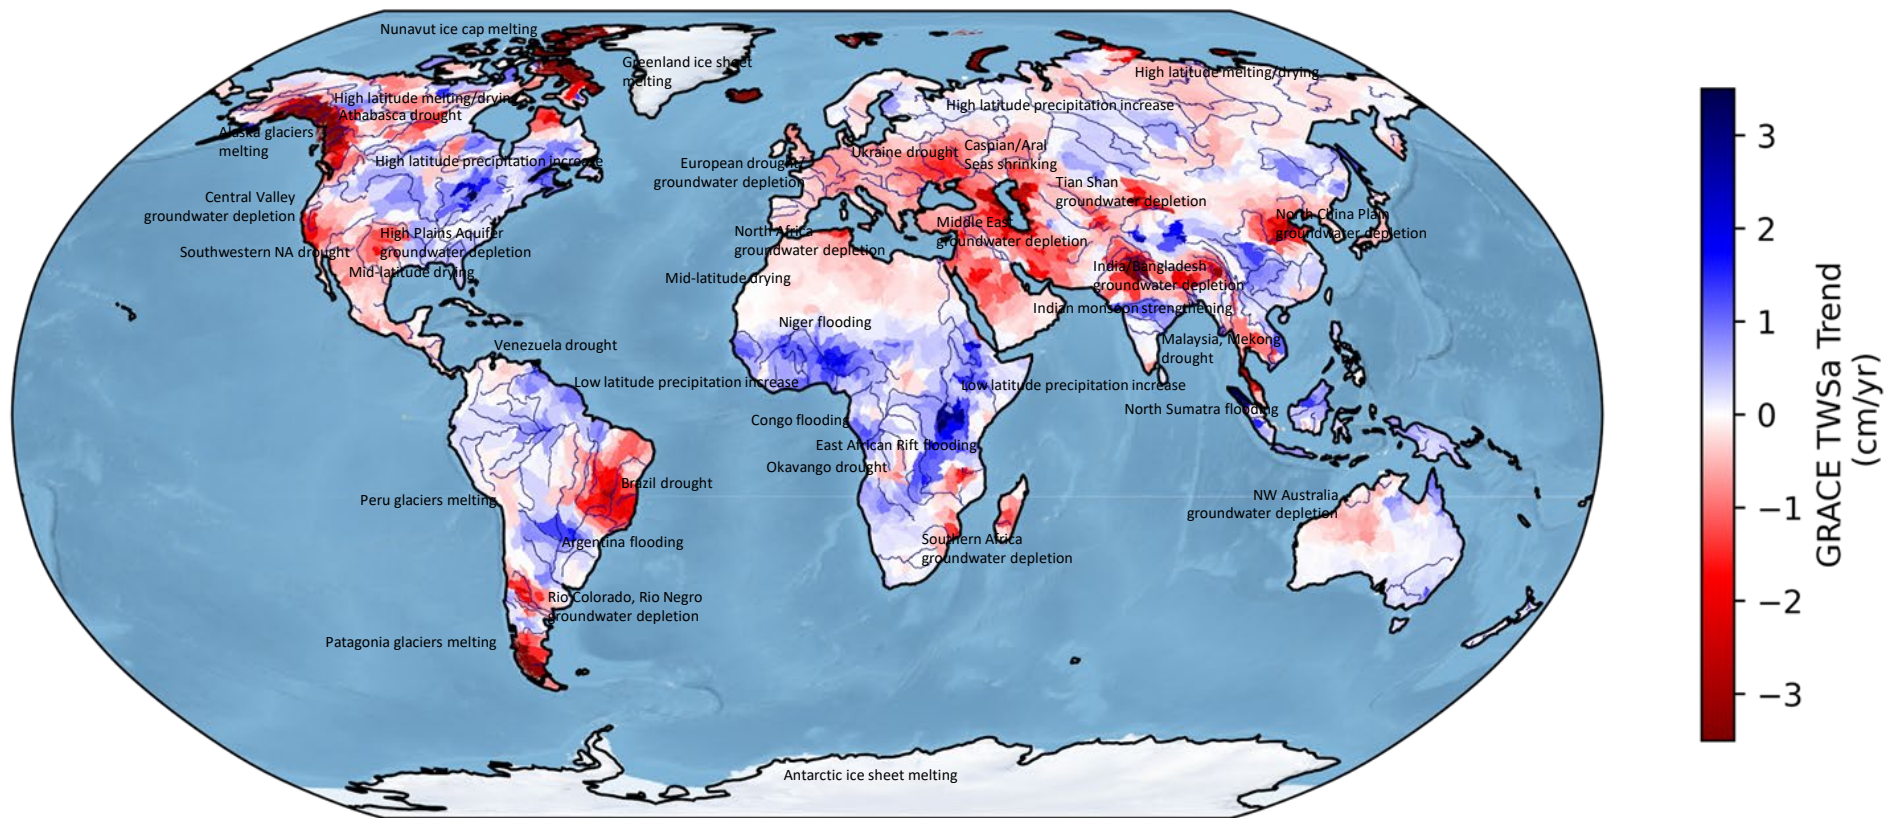 Nunavut ice cap melting
Greenland ice sheet
melting
High latitude melting/drying
High latitude melting/drying
Athabasca drought
High latitude precipitation increase
Alaska glaciers
melting
High latitude precipitation increase
European drought/
groundwater depletion
Ukraine drought
Caspian/Aral
Seas shrinking
Tian Shan
groundwater depletion
Central Valley
groundwater depletion
North China Plain
groundwater depletion
High Plains Aquifer
groundwater depletion
Southwestern NA drought
Mid-latitude drying
North Africa
groundwater depletion
Middle East
groundwater depletion
Mid-latitude drying
India/Bangladesh
groundwater depletion
Indian monsoon strengthening
Niger flooding
Venezuela drought
Malaysia, Mekong
drought
Low latitude precipitation increase
Low latitude precipitation increase
North Sumatra flooding
Congo flooding
East African Rift flooding
Okavango drought
Brazil drought
Peru glaciers melting
NW Australia
groundwater depletion
Argentina flooding
Southern Africa
groundwater depletion
Rio Colorado, Rio Negro
groundwater depletion
Patagonia glaciers melting
Antarctic ice sheet melting
3
2
1
0
−1
−2
−3
GRACE TWSa Trend
(cm/yr)